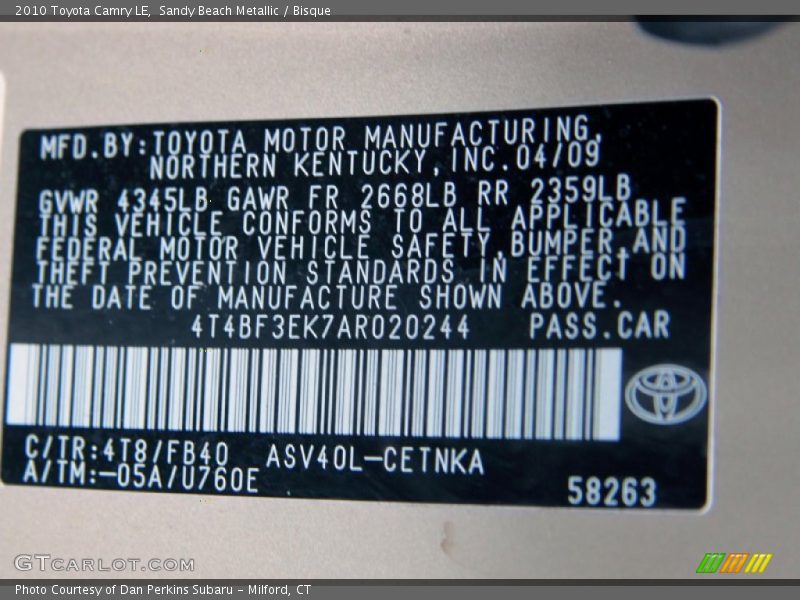 2010 Toyota Camry LE,  Sandy Beach Metallic / Bisque
MFD.BY:TOYOTA MOTOR MANUFACTURING,
NORTHERN KENTUCKY,INC.04/09
GVWR 4345LB GAWR FR 2668LB RR 2359LB
THIS VEHICLE CONFORMS TO ALL APPLICABLE
FEDERAL MOTOR VEHICLE SAFETY,BUMPER,AND
THEFT PREVENTION STANDARDS IN EFFECT ON
THE DATE OF MANUFACTURE SHOWN ABOVE.
4T4BF3EK7AR020244 PASS.CAR
C/TR:4T8/FB40 ASV40L-CETNKA
A/TM:-05A/U760E
58263
GTCARLOT.COM
Photo Courtesy of Dan Perkins Subaru - Milford, CT